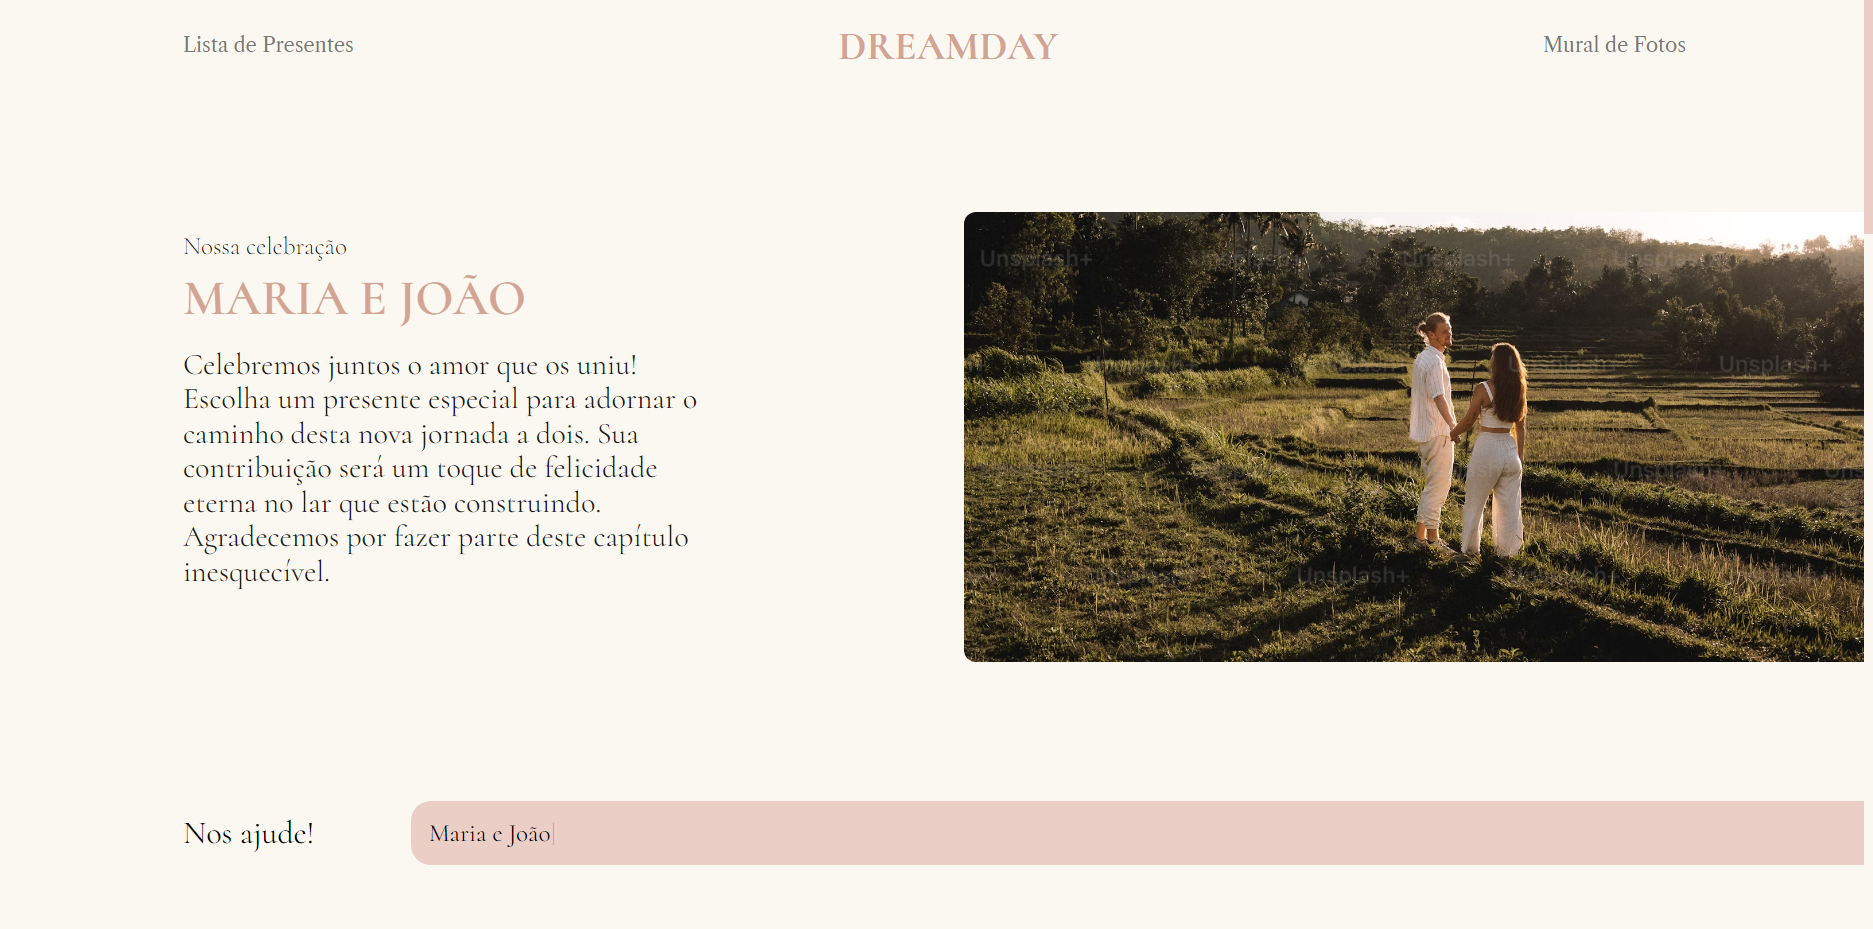 Lista de Presentes
DREAMDAY
Mural de Fotos
Nossa celebração
MARIA E JOÃO
Celebremos juntos o amor que os uniu!
Escolha um presente especial para adornar o
caminho desta nova jornada a dois. Sua
contribuição será um toque de felicidade
eterna no lar que estão construindo.
Agradecemos por fazer parte deste capítulo
inesquecível.
Unsplash+
Unsplash+
Unsplash+
Unsplash+
Unsplash+
Nos ajude!
Maria e João